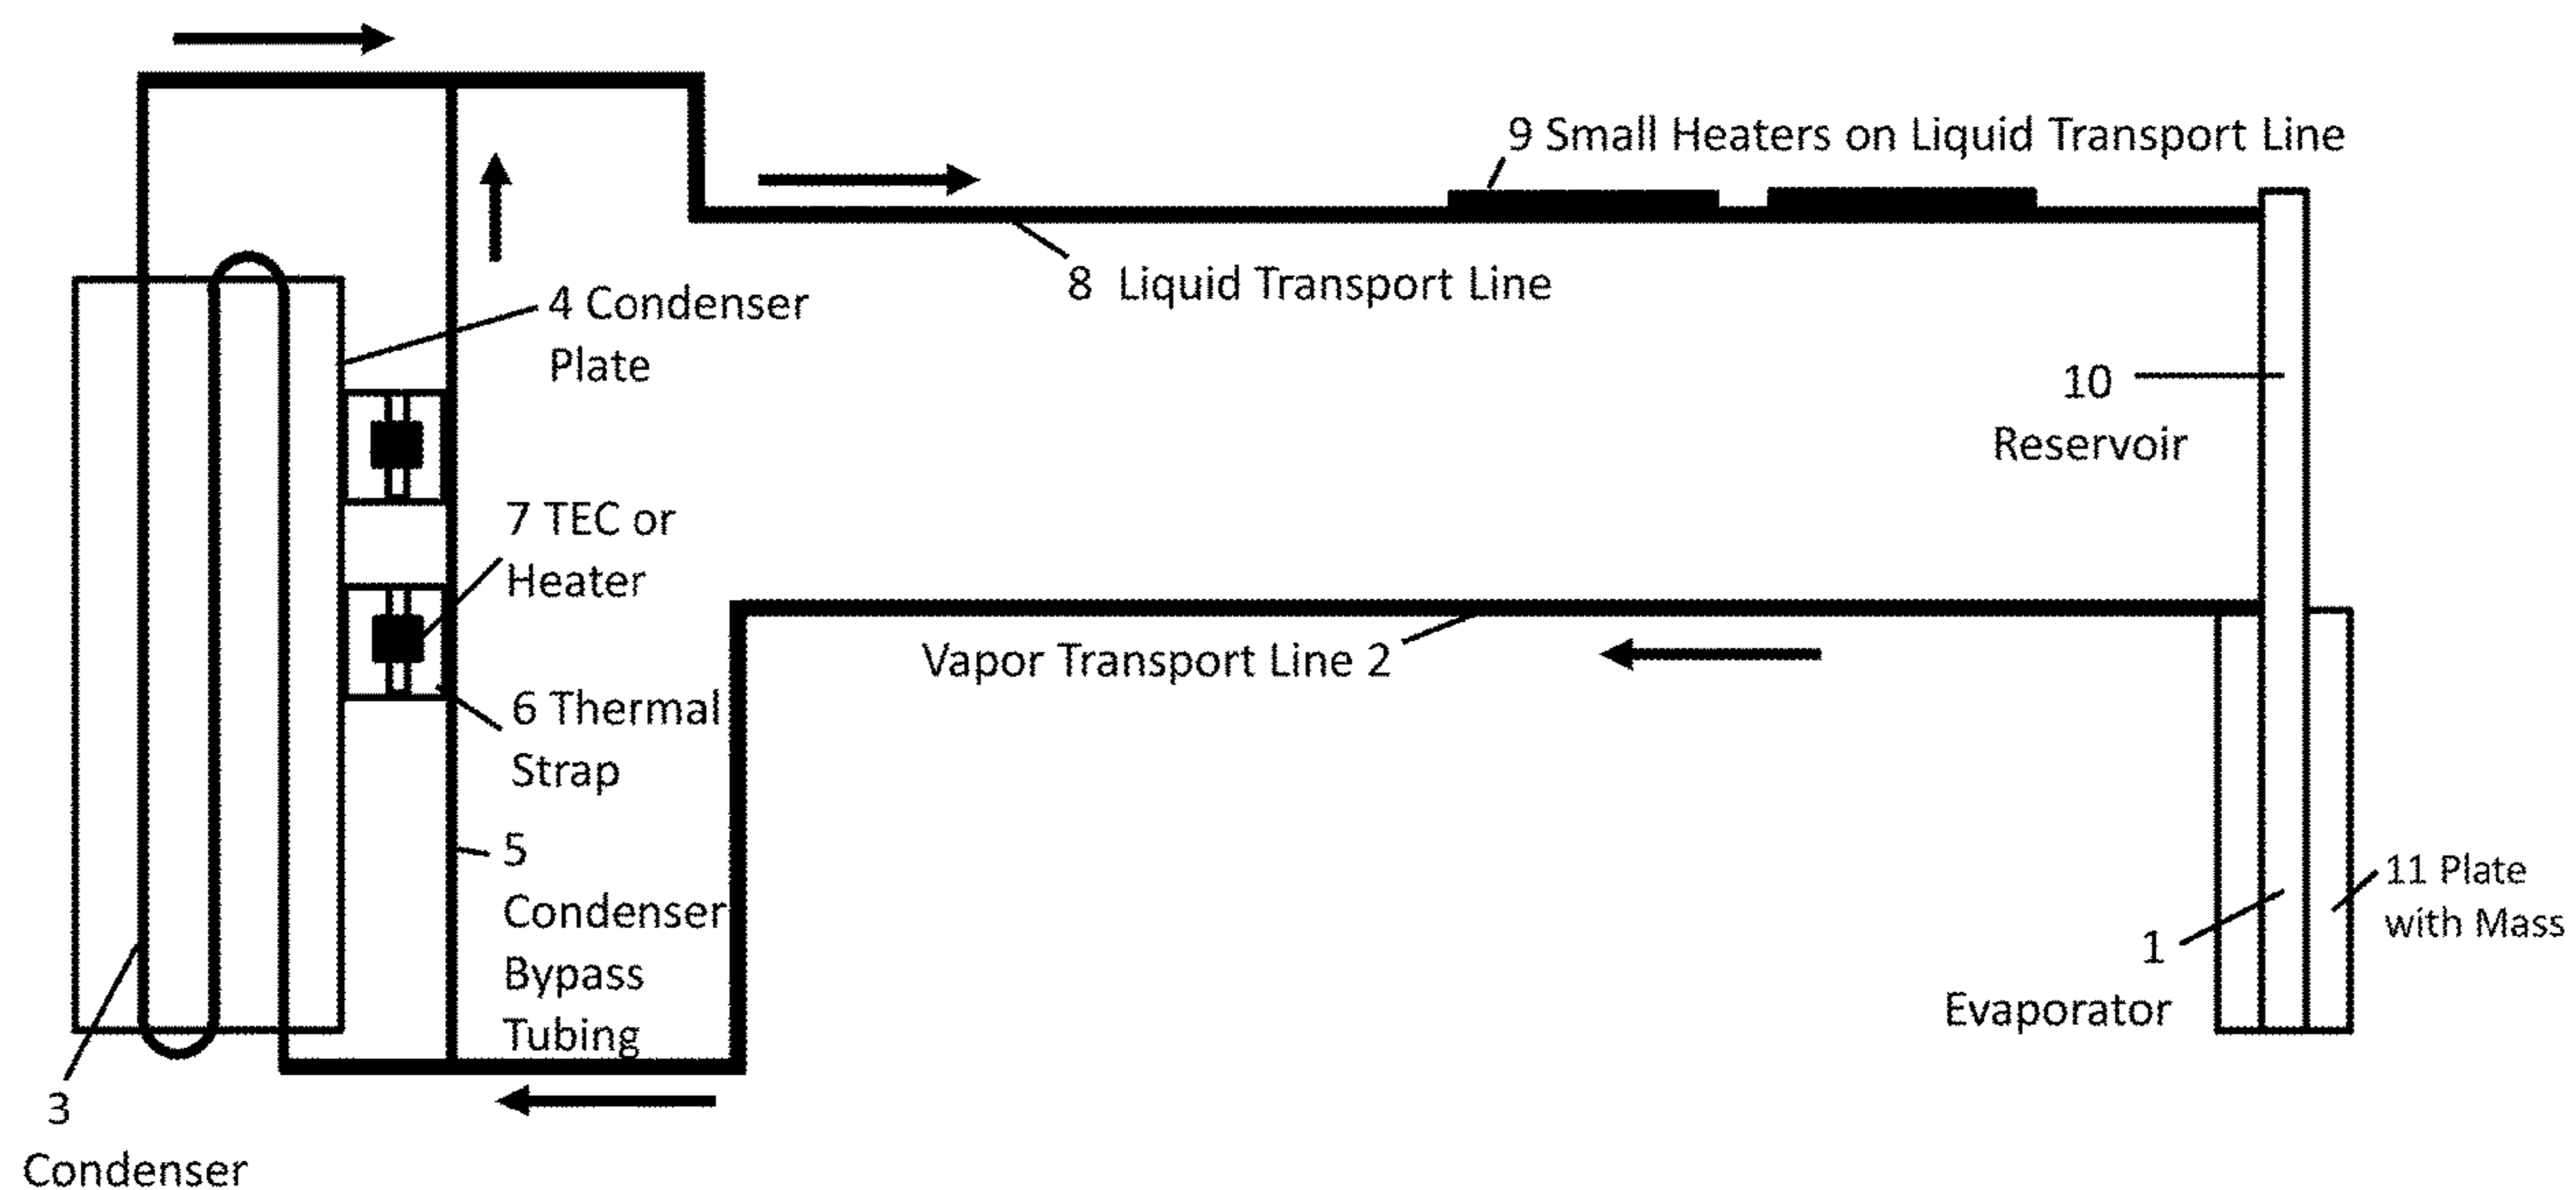 9 Small Heaters on Liquid Transport Line
8 Liquid Transport Line
4 Condenser
Plate
10
Reservoir
7 TEC or
Heater
Vapor Transport Line 2
6 Thermal
Strap
5
Condenser
Bypass
Tubing
11 Plate
with Mass
1
Evaporator
3
Condenser